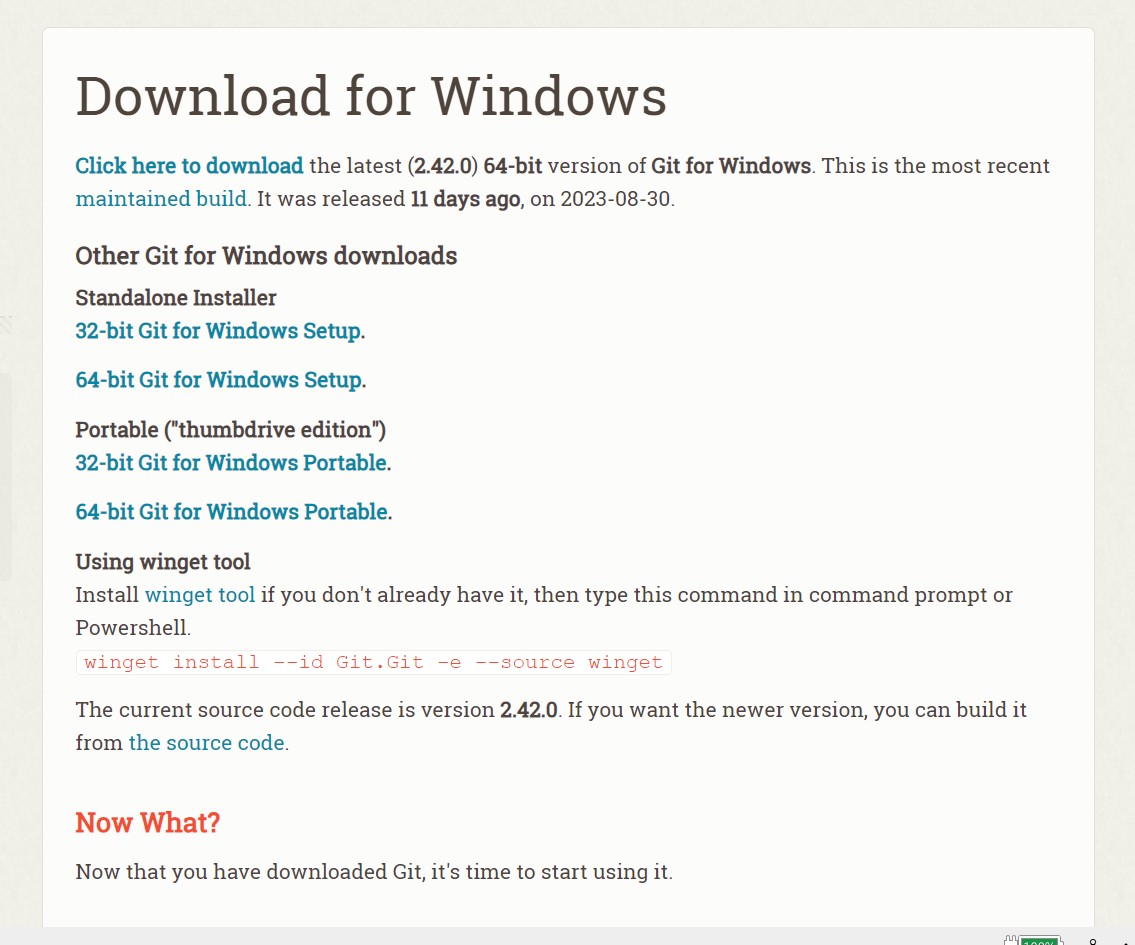 Download for Windows
Click here to download the latest (2.42.0) 64-bit version of Git for Windows. This is the most recent
maintained build. It was released 11 days ago, on 2023-08-30.
Other Git for Windows downloads
Standalone Installer
32-bit Git for Windows Setup.
64-bit Git for Windows Setup.
Portable ("thumbdrive edition")
32-bit Git for Windows Portable.
64-bit Git for Windows Portable.
Using winget tool
Install winget tool if you don't already have it, then type this command in command prompt or
Powershell.
winget install --id Git.Git -e --source winget
The current source code release is version 2.42.0. If you want the newer version, you can build it
from the source code.
Now What?
Now that you have downloaded Git, it's time to start using it.
100%